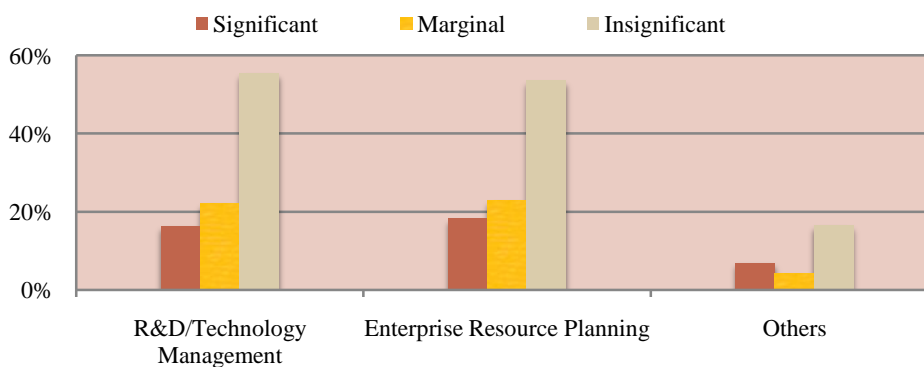 Significant Marginal Insignificant
60%
40%
20%
0%
R&D/Technology
Management
Enterprise Resource Planning
Others